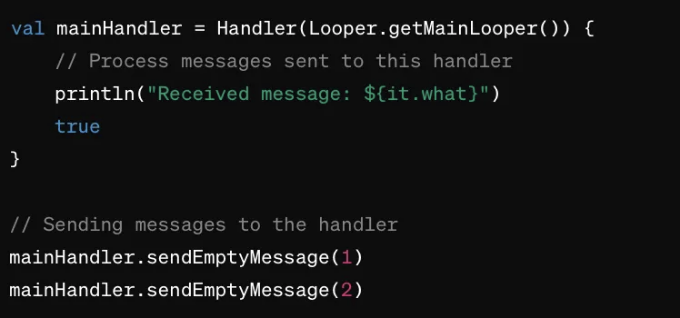 val mainHandler = Handler(Looper.getMainLooper()) {
    // Process messages sent to this handler
    println("Received message: ${it.what}")
    true
}

// Sending messages to the handler
mainHandler.sendEmptyMessage(1)
mainHandler.sendEmptyMessage(2)